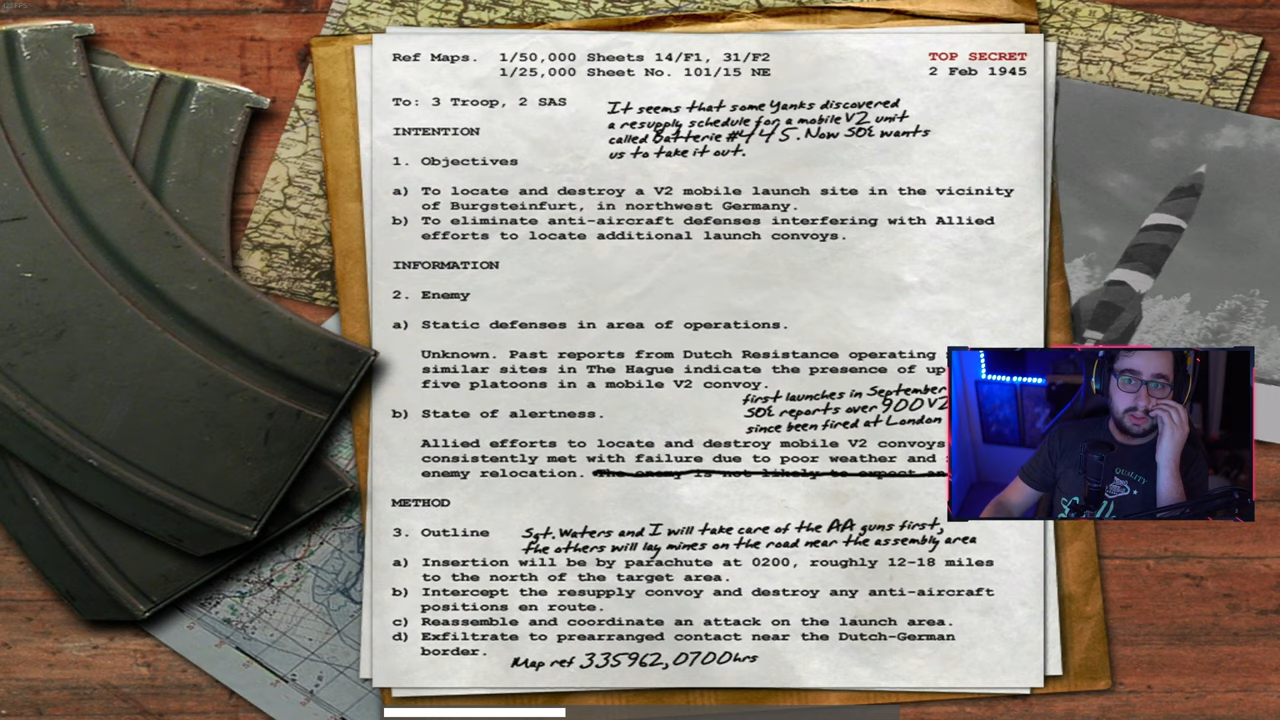 Ref Maps. 1/50,000 Sheets 14/F1, 31/F2
1/25,000 Sheet No. 101/15 NE
TOP SECRET
2 Feb 1945
To: 3 Troop, 2 SAS
It seems that some Yanks discovered
a resupply schedule for a mobile V2 unit
called Batterie #445. Now SOE wants
us to take it out.
INTENTION
1. Objectives
a) To locate and destroy a V2 mobile launch site in the vicinity
of Burgsteinfurt, in northwest Germany.
b) To eliminate anti-aircraft defenses interfering with Allied
efforts to locate additional launch convoys.
INFORMATION
2. Enemy
a) Static defenses in area of operations.
Unknown. Past reports from Dutch Resistance operating
similar sites in The Hague indicate the presence of up
five platoons in a mobile V2 convoy.
first launches in September
SOE reports over 900 V2
since been fired at London
b) State of alertness.
Allied efforts to locate and destroy mobile V2 convoys
consistently met with failure due to poor weather and
enemy relocation. The enemy is not likely to expect an
METHOD
3. Outline
Sgt. Waters and I will take care of the AA guns first,
the others will lay mines on the road near the assembly area
a) Insertion will be by parachute at 0200, roughly 12-18 miles
to the north of the target area.
b) Intercept the resupply convoy and destroy any anti-aircraft
positions en route.
c) Reassemble and coordinate an attack on the launch area.
d) Exfiltrate to prearranged contact near the Dutch-German
border.
Map ref 335962, 0700hrs
QUALITY